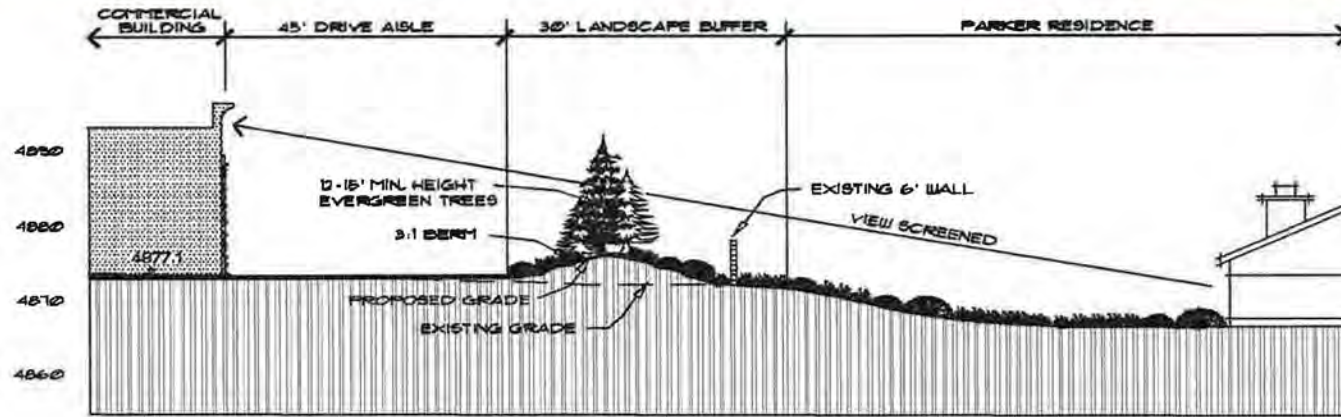 COMMERCIAL
BUILDING
45' DRIVE AISLE
30' LANDSCAPE BUFFER
PARKER RESIDENCE
4890
4880
4870
4860
4877.1
12-15' MIN. HEIGHT
EVERGREEN TREES
3:1 BERM
PROPOSED GRADE
EXISTING GRADE
EXISTING 6' WALL
VIEW SCREENED